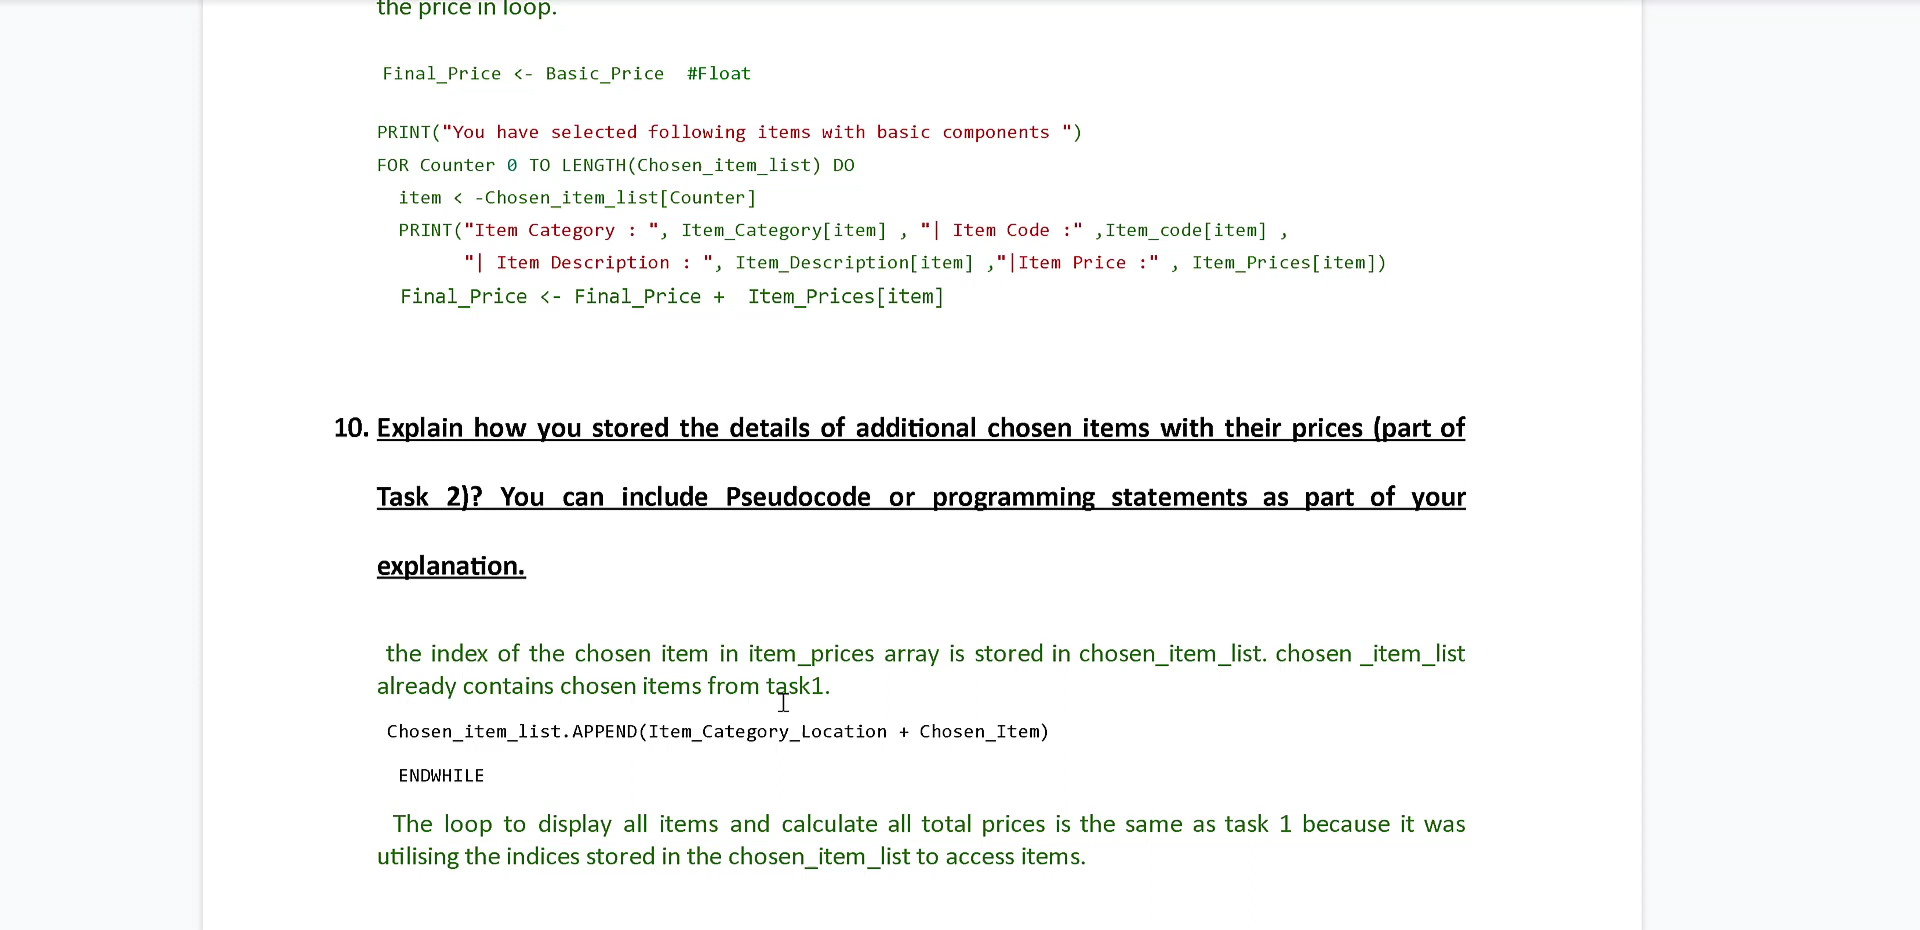 the price in loop.
Final_Price <- Basic_Price  #Float
PRINT("You have selected following items with basic components ")
FOR Counter 0 TO LENGTH(Chosen_item_list) DO
item < -Chosen_item_list[Counter]
PRINT("Item Category : ", Item_Category[item] , "| Item Code :" ,Item_code[item] ,
"| Item Description : ", Item_Description[item] ,"|Item Price :" , Item_Prices[item])
Final_Price <- Final_Price +  Item_Prices[item]
10. Explain how you stored the details of additional chosen items with their prices (part of
Task 2)? You can include Pseudocode or programming statements as part of your
explanation.
the index of the chosen item in item_prices array is stored in chosen_item_list. chosen _item_list
already contains chosen items from task1.
Chosen_item_list.APPEND(Item_Category_Location + Chosen_Item)
ENDWHILE
The loop to display all items and calculate all total prices is the same as task 1 because it was
utilising the indices stored in the chosen_item_list to access items.